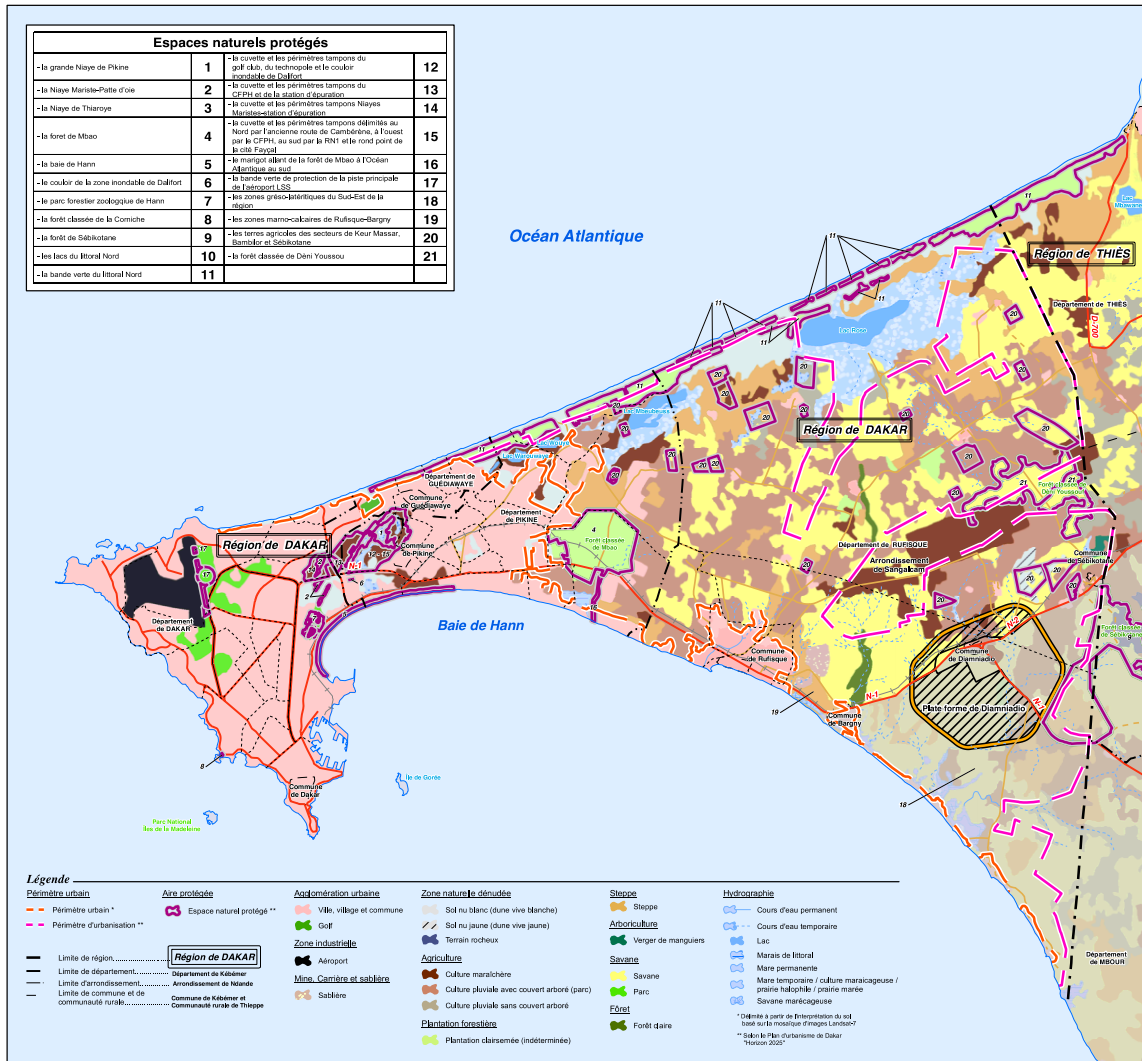 Espaces naturels protégés
- la grande Niaye de Pikine 1
- la cuvette et les périmètres tampons du
golf club, du technopole et le couloir
inondable de Dalifort 12
- la Niaye Mariste-Patte d'oie 2
- la cuvette et les périmètres tampons du
CFPH et de la station d'épuration 13
- la Niaye de Thiaroye 3
- la cuvette et les périmètres tampons Niayes
Maristes-station d'épuration 14
- la foret de Mbao 4
- la cuvette et les périmètres tampons délimités au
Nord par l'ancienne route de Cambérène, à l'ouest
par le CFPH, au sud par la RN1 et le rond point de
la cité Fayçal 15
- la baie de Hann 5
- le marigot allant de la forêt de Mbao à l'Océan
Atlantique au sud 16
- le couloir de la zone inondable de Dalifort 6
- la bande verte de protection de la piste principale
de l'aéroport LSS 17
- le parc forestier zoologqiue de Hann 7
- les zones gréso-latéritiques du Sud-Est de la
région 18
- la forêt classée de la Corniche 8
- les zones marno-calcaires de Rufisque-Bargny 19
- la forêt de Sébikotane 9
- les terres agricoles des secteurs de Keur Massar,
Bambilor et Sébikotane 20
- les lacs du littoral Nord 10
- la forêt classée de Déni Youssou 21
- la bande verte du littoral Nord 11
Océan Atlantique
Lac
Mbawane
Région de THIÈS
Département de THIÈS
D-700
Lac Rose
Lac Mbeubeuss
Région de DAKAR
Lac Wouye
Lac Warouwaye
Département de
GUÉDIAWAYE
Commune
de Guédiawaye
Département
de PIKINE
Forêt classée
de Mbao
Forêt classée de
Déni Youssou
Région de DAKAR
Commune
de Pikine
N-1
Département de RUFISQUE
Arrondissement
de Sangalcam
Commune
de Sébikotane
Département
de DAKAR
Baie de Hann
Forêt classée
de Sébikotane
Commune
de Rufisque
N-2
Commune
de Diamniadio
N-1
Plate forme de Diamniadio
N-1
Commune
de Bargny
Île de Gorée
Commune
de Dakar
Parc National
Îles de la Madeleine
Département
de MBOUR
Légende
Périmètre urbain
Périmètre urbain *
Périmètre d'urbanisation **
Aire protégée
Espace naturel protégé **
Limite de région
Région de DAKAR
Limite de département
Département de Kébémer
Limite d'arrondissement
Arrondissement de Ndande
Limite de commune et de
communauté rurale
Commune de Kébémer et
Communauté rurale de Thieppe
Agglomération urbaine
Ville, village et commune
Golf
Zone industrielle
Aéroport
Mine, Carrière et sablière
Sablière
Zone naturelle dénudée
Sol nu blanc (dune vive blanche)
Sol nu jaune (dune vive jaune)
Terrain rocheux
Agriculture
Culture maraîchère
Culture pluviale avec couvert arboré (parc)
Culture pluviale sans couvert arboré
Plantation forestière
Plantation clairsemée (indéterminée)
Steppe
Steppe
Arboriculture
Verger de manguiers
Savane
Savane
Parc
Fôret
Forêt claire
Hydrographie
Cours d'eau permanent
Cours d'eau temporaire
Lac
Marais de littoral
Mare permanente
Mare temporaire / culture maraicageuse /
prairie halophile / prairie marée
Savane marécageuse
* Délimité à partir de l'interprétation du sol
basé sur la mosaïque d'images Landsat-7
** Selon le Plan d'urbanisme de Dakar
"Horizon 2025"